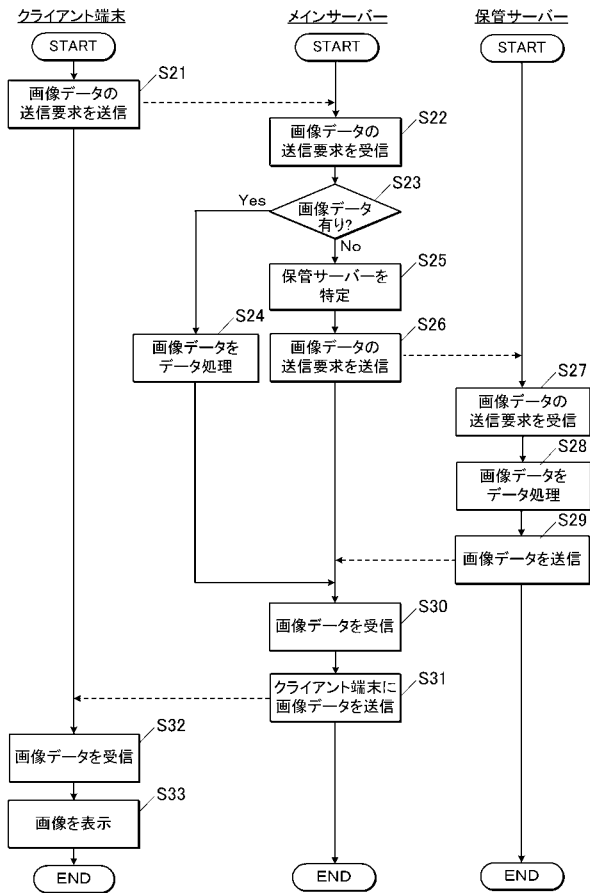 クライアント端末
メインサーバー
保管サーバー
START
START
START
S21
画像データの
送信要求を送信
S22
画像データの
送信要求を受信
S23
Yes
画像データ
有り?
No
S25
保管サーバーを
特定
S24
画像データを
データ処理
S26
画像データの
送信要求を送信
S27
画像データの
送信要求を受信
S28
画像データを
データ処理
S29
画像データを送信
S30
画像データを受信
S31
クライアント端末に
画像データを送信
S32
画像データを受信
S33
画像を表示
END
END
END